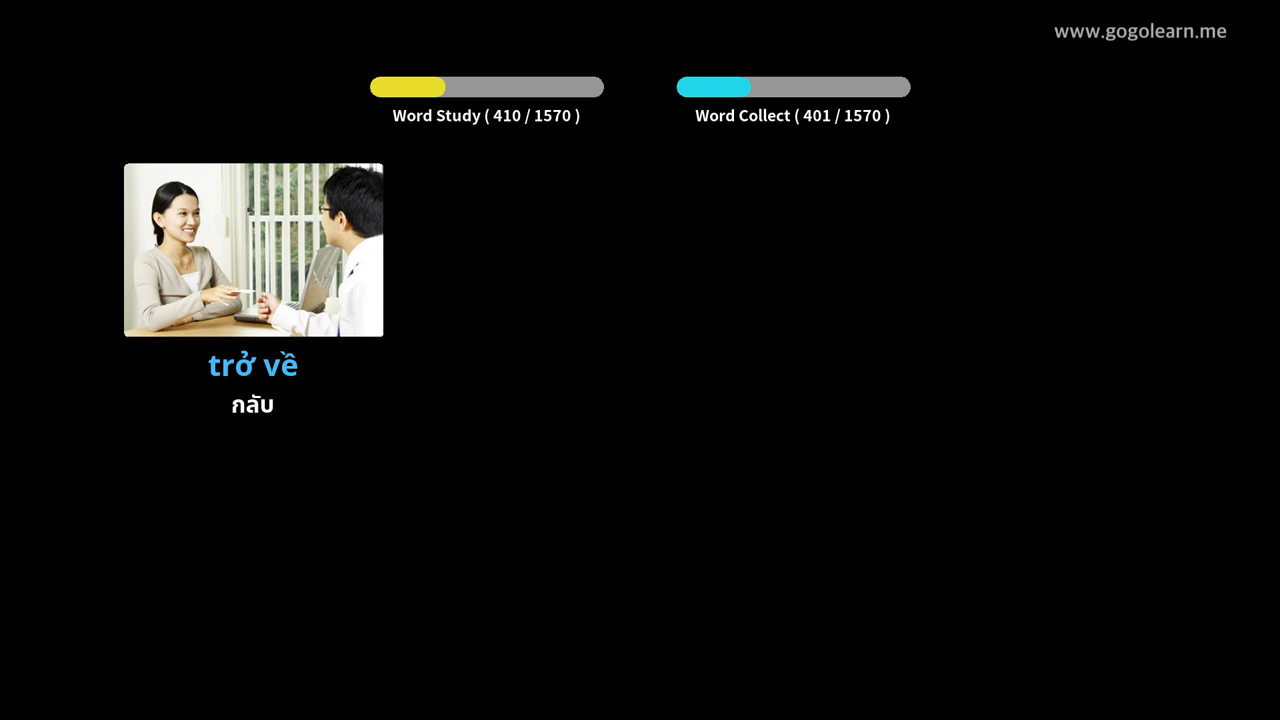 www.gogolearn.me
Word Study ( 410 / 1570 )
Word Collect ( 401 / 1570 )
trở về
กลับ